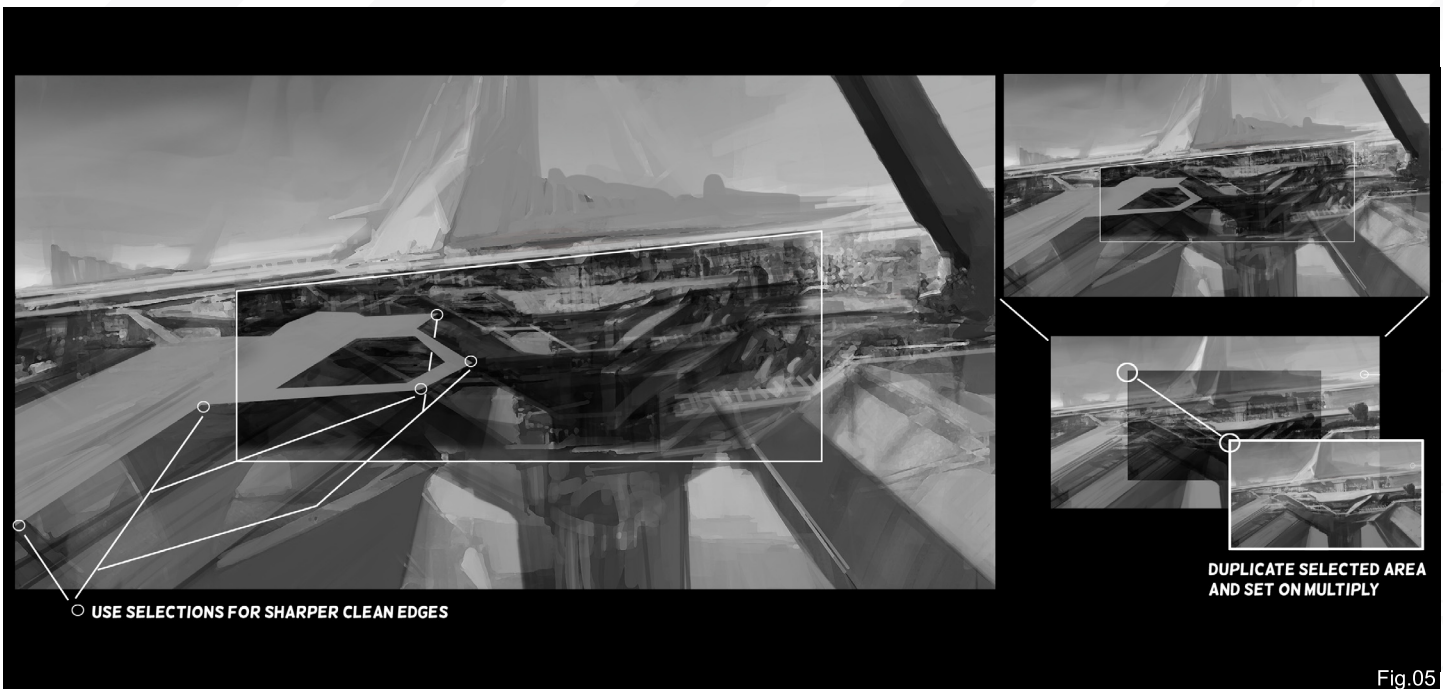 USE SELECTIONS FOR SHARPER CLEAN EDGES
DUPLICATE SELECTED AREA
AND SET ON MULTIPLY
Fig.05